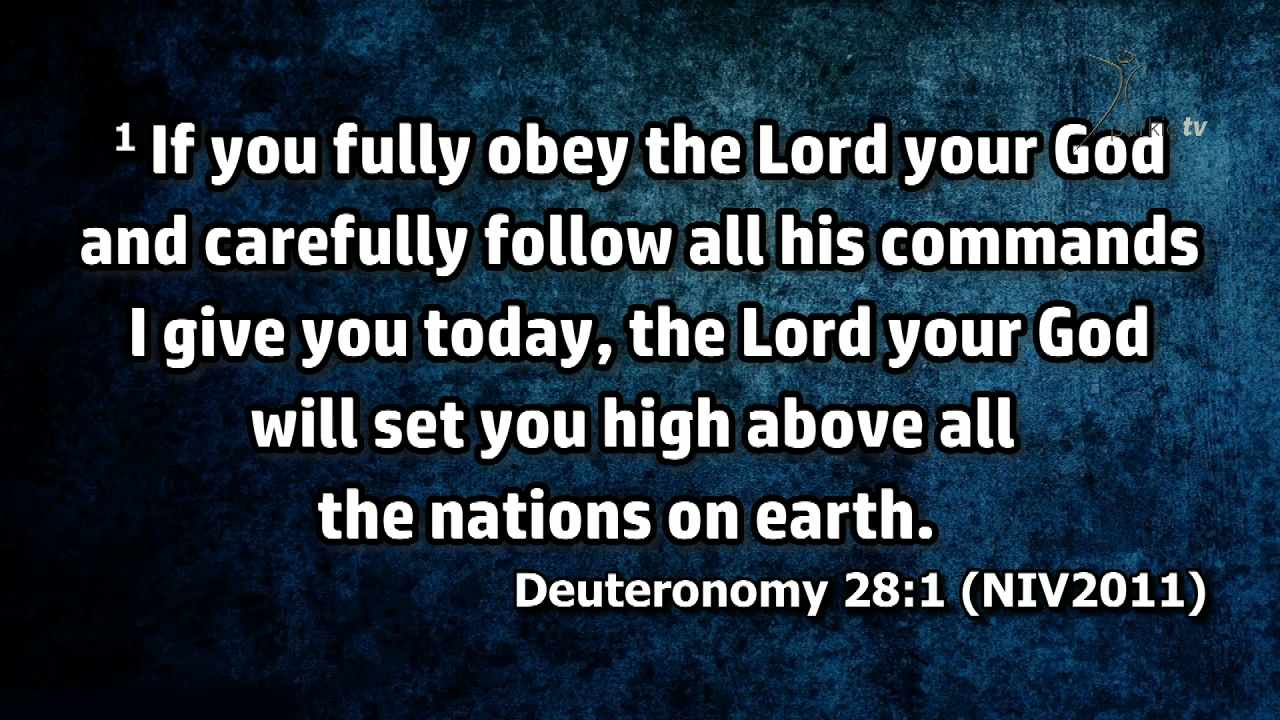 tv
¹ If you fully obey the Lord your God
and carefully follow all his commands
I give you today, the Lord your God
will set you high above all
the nations on earth.
Deuteronomy 28:1 (NIV2011)